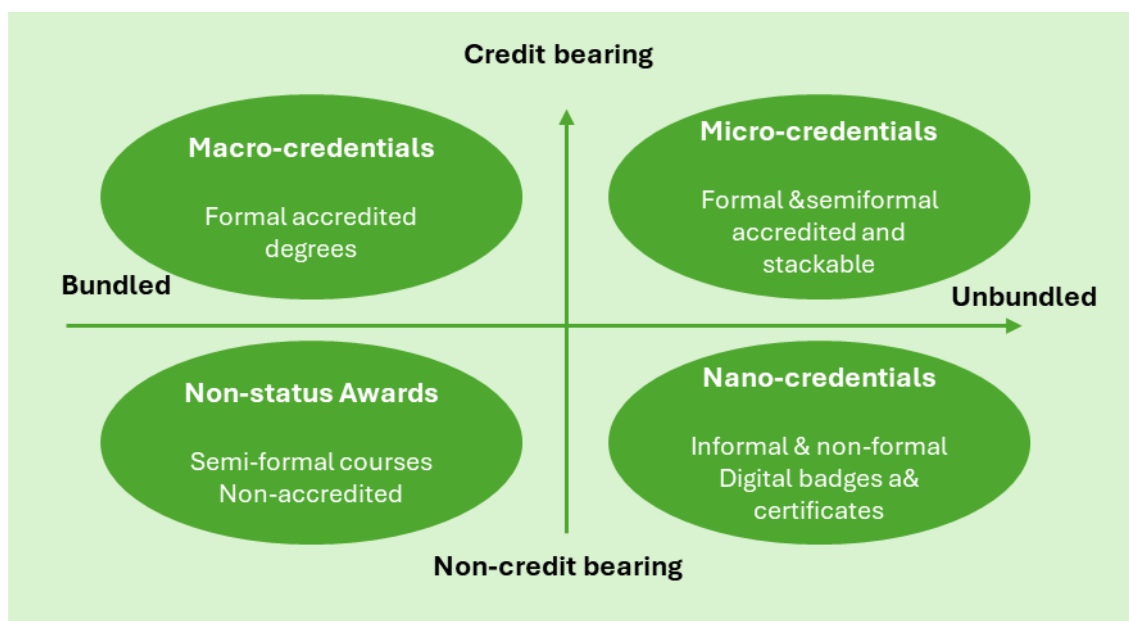 Credit bearing
Macro-credentials
Formal accredited
degrees
Micro-credentials
Formal &semiformal
accredited and
stackable
Bundled
Unbundled
Non-status Awards
Semi-formal courses
Non-accredited
Nano-credentials
Informal & non-formal
Digital badges a&
certificates
Non-credit bearing